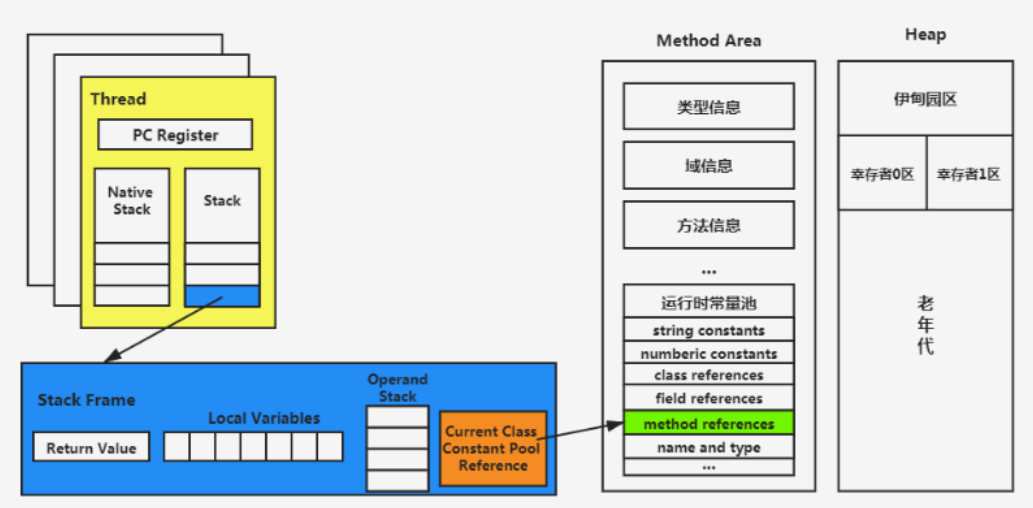 Thread
PC Register
Native
Stack
Stack
Stack Frame
Return Value
Local Variables
Operand
Stack
Current Class
Constant Pool
Reference
Method Area
类型信息
域信息
方法信息
...
运行时常量池
string constants
numberic constants
class references
field references
method references
name and type
...
Heap
伊甸园区
幸存者0区
幸存者1区
老
年
代